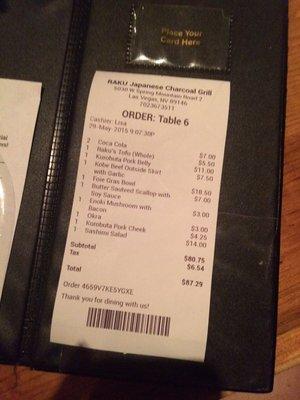 Place Your
Card Here
RAKU Japanese Charcoal Grill
5030 W Spring Mountain Road 2
Las Vegas, NV 89146
7023673511
ORDER: Table 6
Cashier: Lisa
29-May-2015 9:07:30P
2 Coca Cola $7.00
1 Raku's Tofu (Whole) $5.50
1 Kurobuta Pork Belly $11.00
1 Kobe Beef Outside Skirt $7.50
with Garlic
1 Foie Gras Bowl $18.50
1 Butter Sauteed Scallop with $7.00
Soy Sauce
1 Enoki Mushroom with $3.00
Bacon
1 Okra $3.00
1 Kurobuta Pork Cheek $4.25
1 Sashimi Salad $14.00
Subtotal $80.75
Tax $6.54
Total $87.29
Order 4669V7KE5YGXE
Thank you for dining with us!